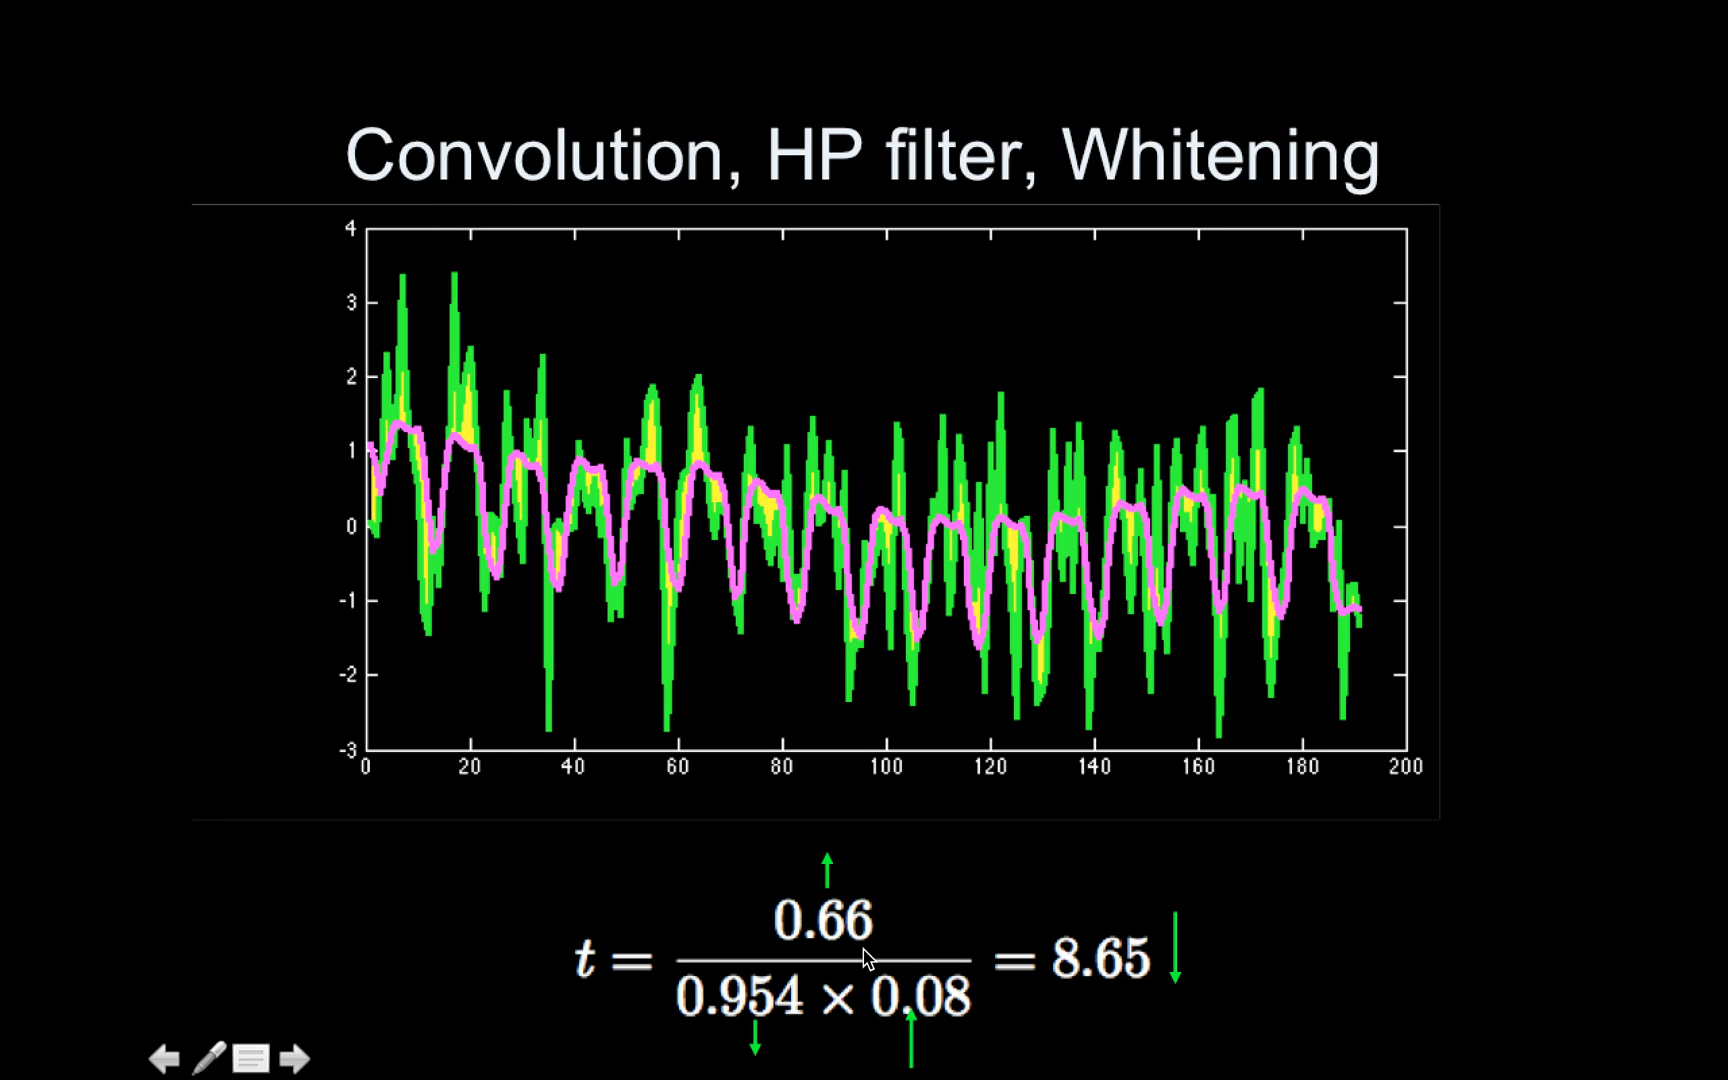 Convolution, HP filter, Whitening
4
3
2
1
0
-1
-2
-3
0 20 40 60 80 100 120 140 160 180 200
t = 0.66 / 0.954 × 0.08 = 8.65